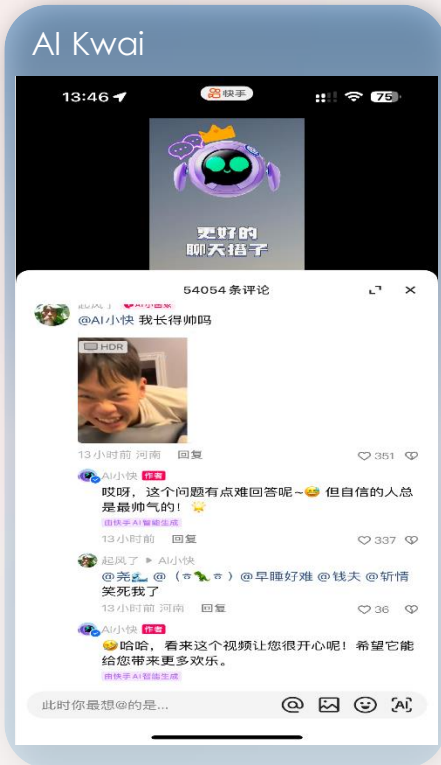 AI Kwai
13:46
快手
75
更好的
聊天搭子
54054 条评论
起风了
@AI小快 我长得帅吗
HDR
13小时前 河南 回复
351
AI小快 作者
哎呀，这个问题有点难回答呢~😅 但自信的人总
是最帅气的！🌟
由快手AI智能生成
13小时前 回复
337
起风了 ▶ AI小快
@尧🌊 @（ㅎ🦖ㅎ）@早睡好难 @钱夫 @斩情
笑死我了
13小时前 河南 回复
36
AI小快 作者
😜哈哈，看来这个视频让您很开心呢！希望它能
给您带来更多欢乐。
由快手AI智能生成
此时你最想@的是...
AI